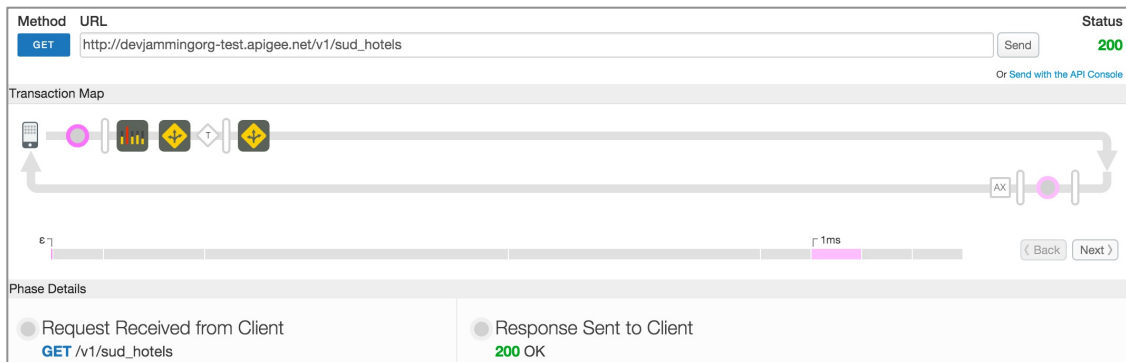 Method URL Status
GET http://devjammingorg-test.apigee.net/v1/sud_hotels Send 200
Or Send with the API Console
Transaction Map
T
AX
ε 1ms
Back Next
Phase Details
Request Received from Client Response Sent to Client
GET /v1/sud_hotels 200 OK